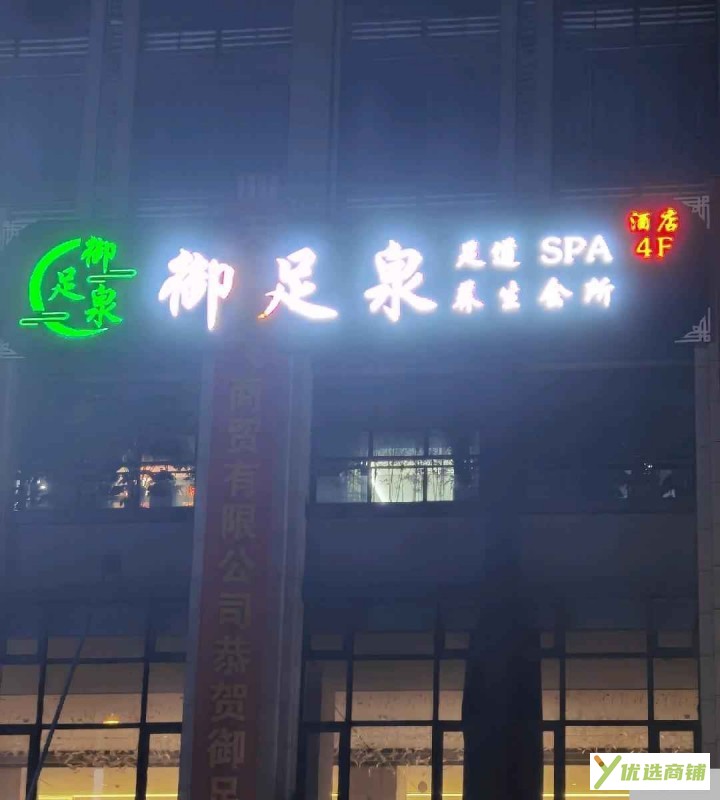 御足泉
御足泉
足道 SPA
养生会所
酒店
4F
商贸有限公司恭贺御足
优选商铺